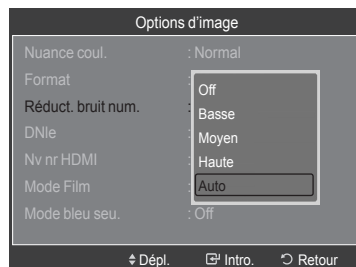 Options d'image
Nuance coul. : Normal
Format :
Réduct. bruit num. :
DNIe :
Nv nr HDMI :
Mode Film :
Mode bleu seu. : Off
Off
Basse
Moyen
Haute
Auto
Dépl. Intro. Retour